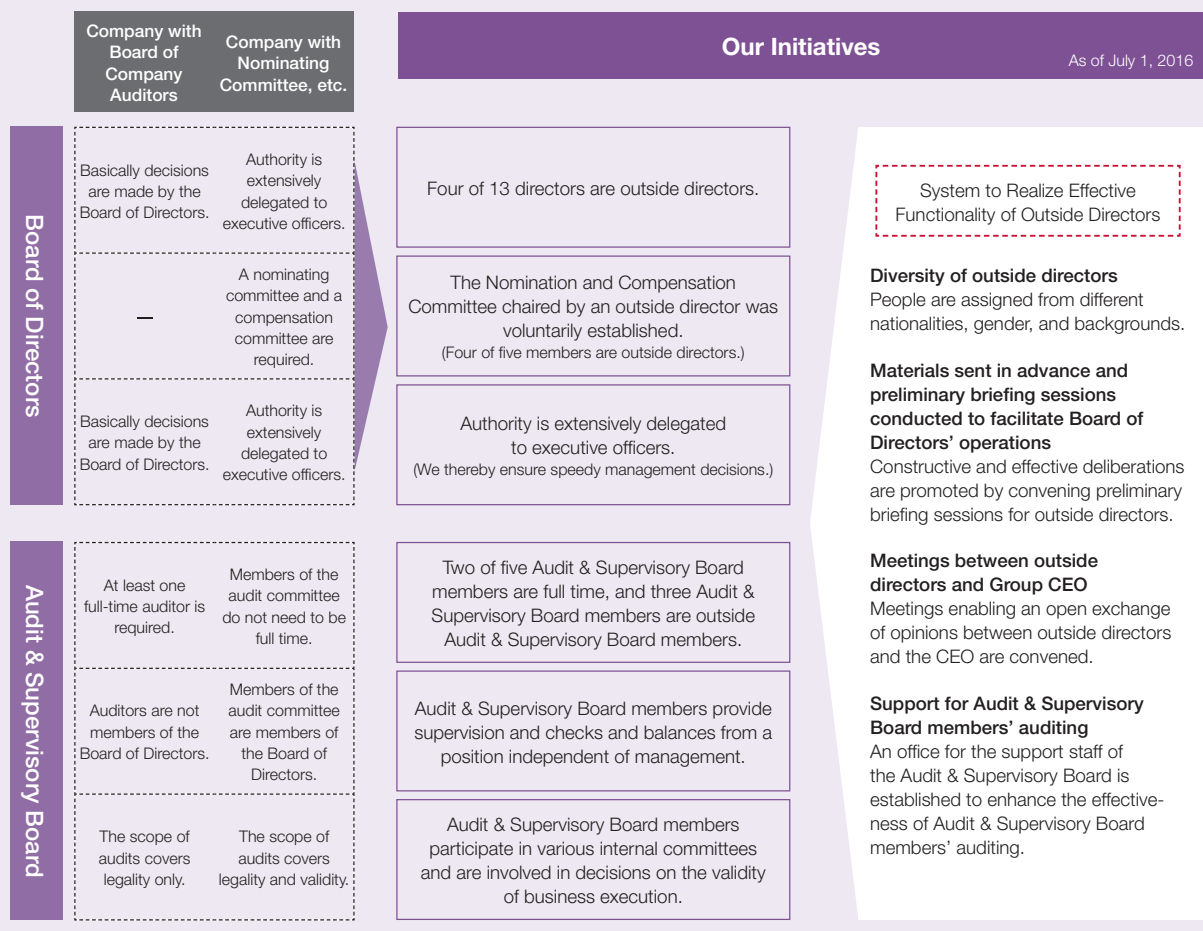 Company with
Board of
Company
Auditors
Company with
Nominating
Committee, etc.
Our Initiatives
As of July 1, 2016
Board of Directors
Basically decisions
are made by the
Board of Directors.
Authority is
extensively
delegated to
executive officers.
Four of 13 directors are outside directors.
—
A nominating
committee and a
compensation
committee are
required.
The Nomination and Compensation
Committee chaired by an outside director was
voluntarily established.
(Four of five members are outside directors.)
Basically decisions
are made by the
Board of Directors.
Authority is
extensively
delegated to
executive officers.
Authority is extensively delegated
to executive officers.
(We thereby ensure speedy management decisions.)
Audit & Supervisory Board
At least one
full-time auditor is
required.
Members of the
audit committee
do not need to be
full time.
Two of five Audit & Supervisory Board
members are full time, and three Audit &
Supervisory Board members are outside
Audit & Supervisory Board members.
Auditors are not
members of the
Board of Directors.
Members of the
audit committee
are members of
the Board of
Directors.
Audit & Supervisory Board members provide
supervision and checks and balances from a
position independent of management.
The scope of
audits covers
legality only.
The scope of
audits covers
legality and validity.
Audit & Supervisory Board members
participate in various internal committees
and are involved in decisions on the validity
of business execution.
System to Realize Effective
Functionality of Outside Directors
Diversity of outside directors
People are assigned from different
nationalities, gender, and backgrounds.
Materials sent in advance and
preliminary briefing sessions
conducted to facilitate Board of
Directors’ operations
Constructive and effective deliberations
are promoted by convening preliminary
briefing sessions for outside directors.
Meetings between outside
directors and Group CEO
Meetings enabling an open exchange
of opinions between outside directors
and the CEO are convened.
Support for Audit & Supervisory
Board members’ auditing
An office for the support staff of
the Audit & Supervisory Board is
established to enhance the effective-
ness of Audit & Supervisory Board
members’ auditing.